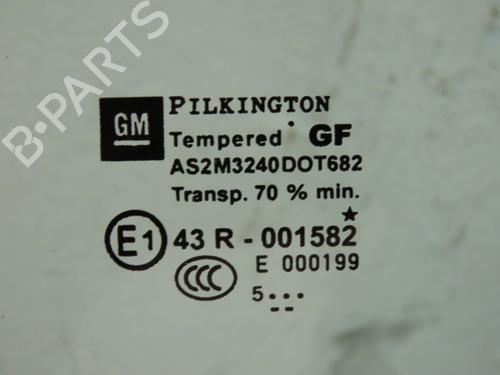 B-PARTS
GM
PILKINGTON
Tempered GF
AS2M3240DOT682
Transp. 70 % min.
E1 43 R - 001582
CCC E 000199
5...